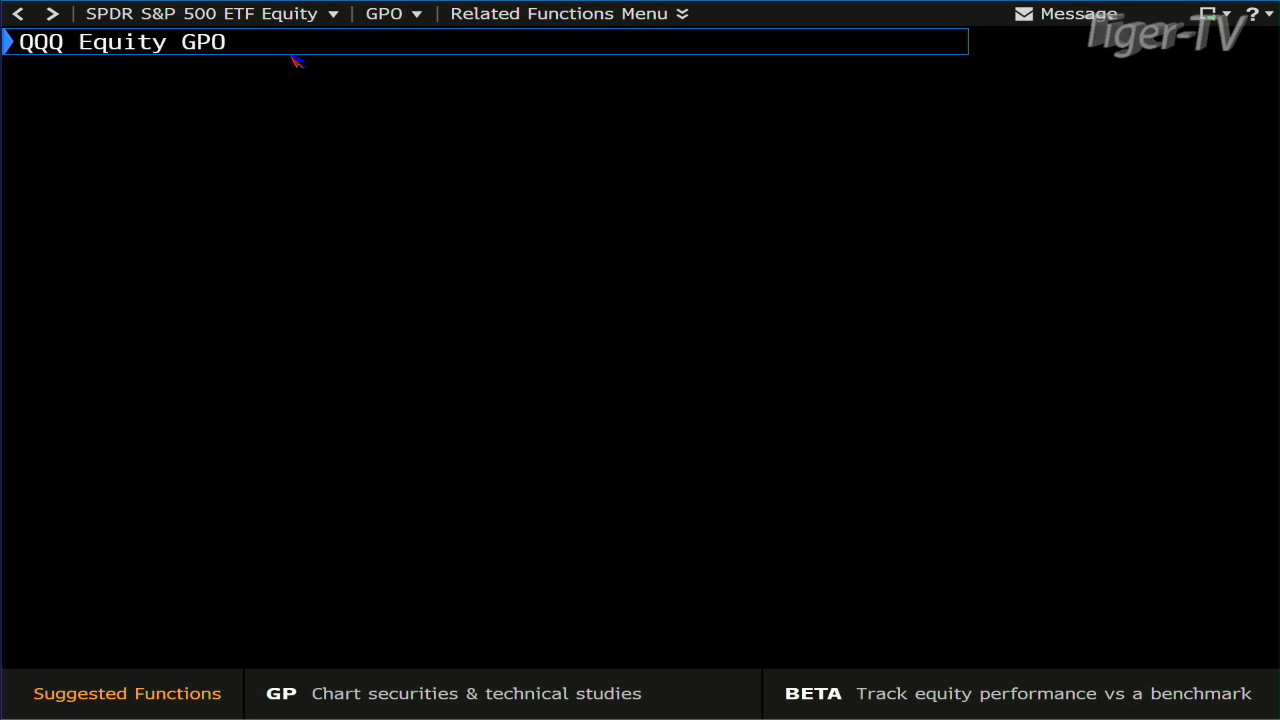 < > | SPDR S&P 500 ETF Equity | GPO | Related Functions Menu Message ?
QQQ Equity GPO
Tiger-TV
Suggested Functions GP Chart securities & technical studies BETA Track equity performance vs a benchmark